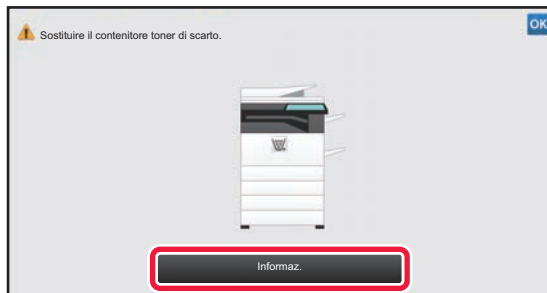 Sostituire il contenitore toner di scarto.
OK
Informaz.